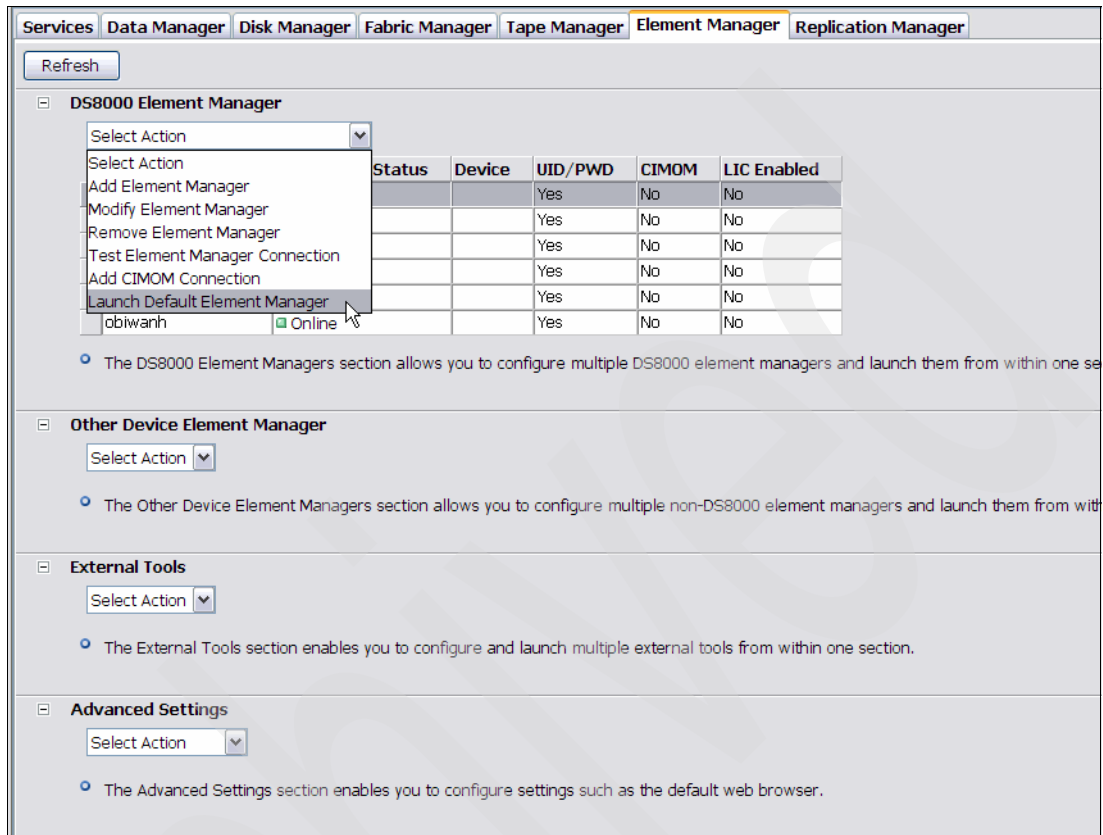 Services Data Manager Disk Manager Fabric Manager Tape Manager Element Manager Replication Manager
Refresh
DS8000 Element Manager
Select Action
Select Action
Add Element Manager
Modify Element Manager
Remove Element Manager
Test Element Manager Connection
Add CIMOM Connection
Launch Default Element Manager
Status Device UID/PWD CIMOM LIC Enabled
Yes No No
Yes No No
Yes No No
Yes No No
Yes No No
obiwanh Online Yes No No
The DS8000 Element Managers section allows you to configure multiple DS8000 element managers and launch them from within one se
Other Device Element Manager
Select Action
The Other Device Element Managers section allows you to configure multiple non-DS8000 element managers and launch them from with
External Tools
Select Action
The External Tools section enables you to configure and launch multiple external tools from within one section.
Advanced Settings
Select Action
The Advanced Settings section enables you to configure settings such as the default web browser.